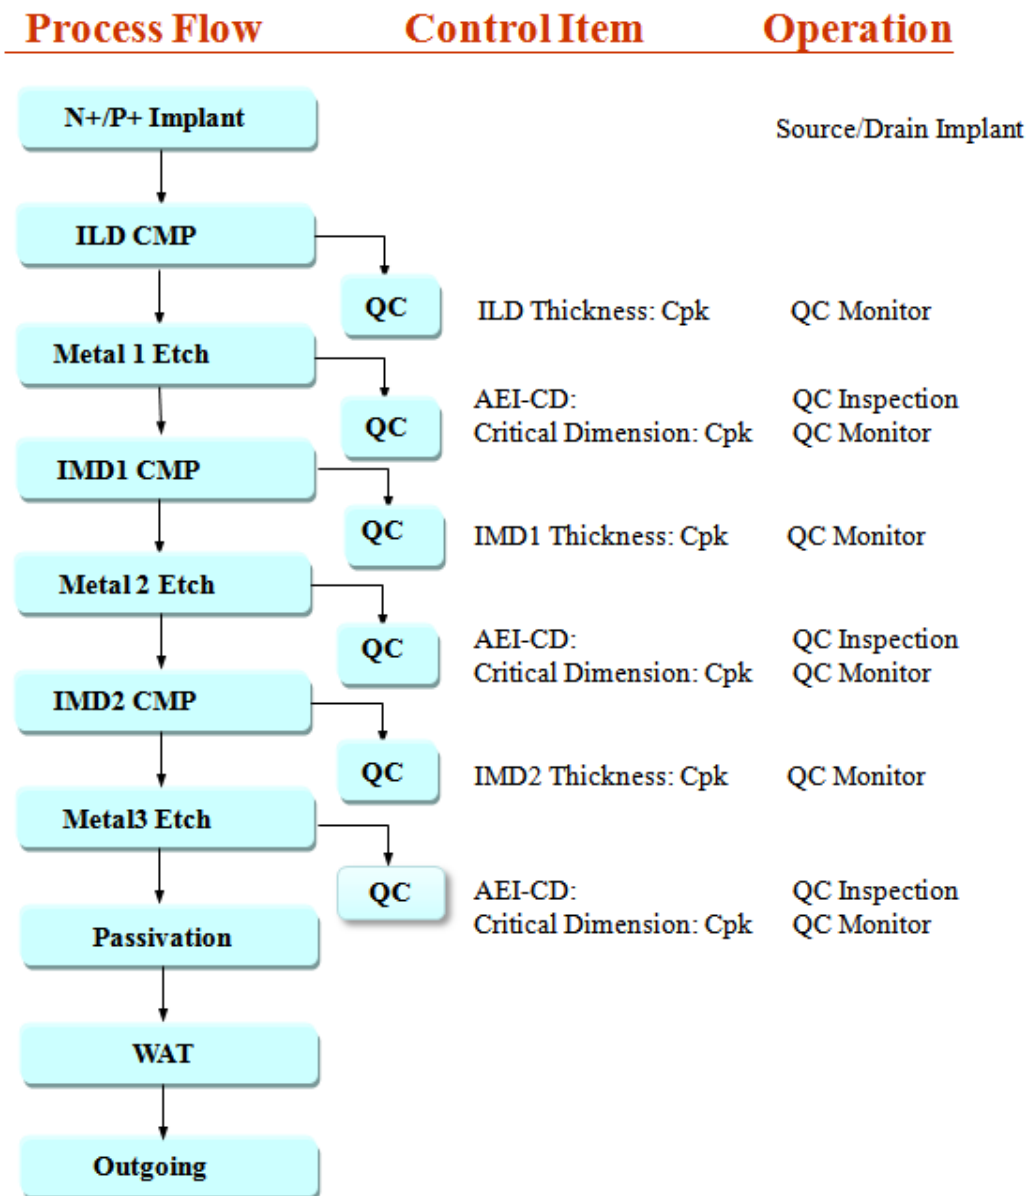 Process Flow Control Item Operation
N+/P+ Implant
Source/Drain Implant
ILD CMP
QC ILD Thickness: Cpk QC Monitor
Metal 1 Etch
AEI-CD: QC Inspection
QC
Critical Dimension: Cpk QC Monitor
IMD1 CMP
QC IMD1 Thickness: Cpk QC Monitor
Metal 2 Etch
AEI-CD: QC Inspection
QC
Critical Dimension: Cpk QC Monitor
IMD2 CMP
QC IMD2 Thickness: Cpk QC Monitor
Metal3 Etch
QC AEI-CD: QC Inspection
Critical Dimension: Cpk QC Monitor
Passivation
WAT
Outgoing